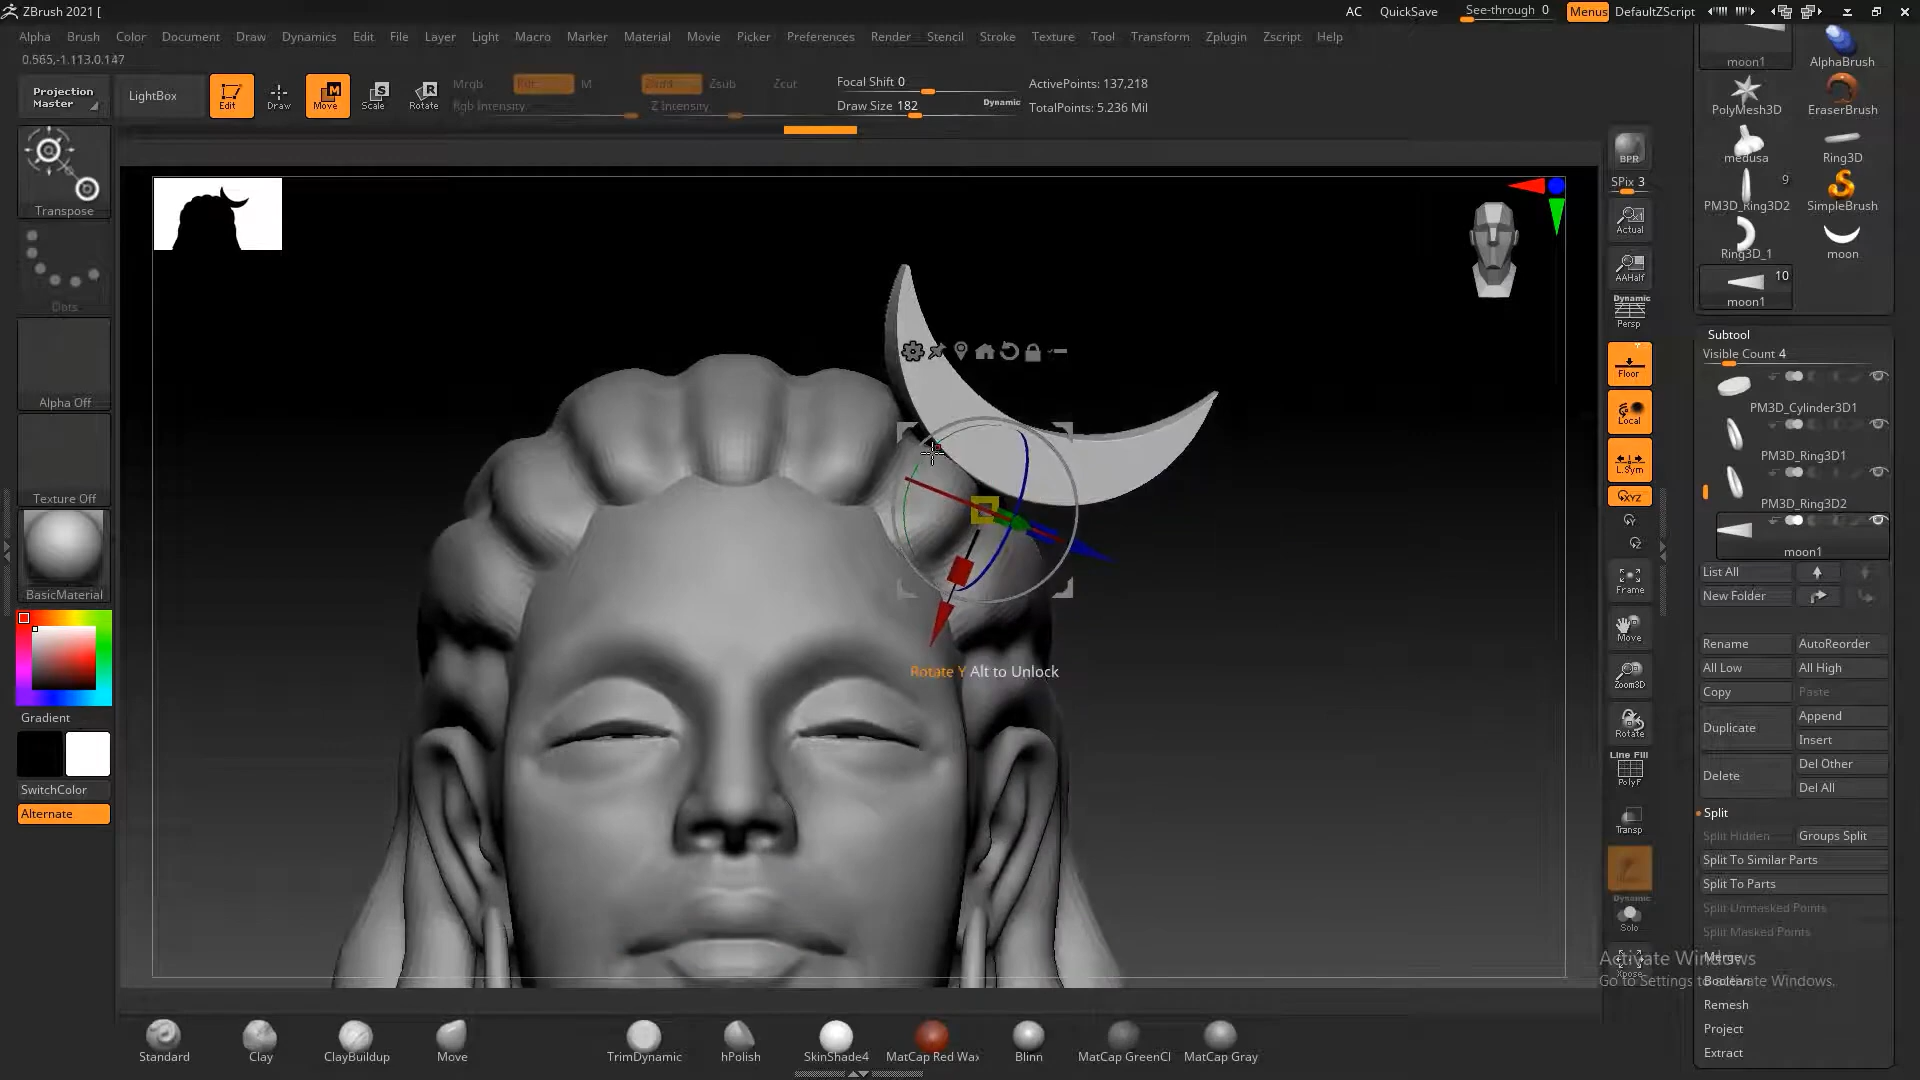 ZBrush 2021 [
AC QuickSave See-through 0 Menus DefaultZScript
Alpha Brush Color Document Draw Dynamics Edit File Layer Light Macro Marker Material Movie Picker Preferences Render Stencil Stroke Texture Tool Transform Zplugin Zscript Help
0.565,-1.113,0.147
Projection Master
LightBox
Edit
Draw
Move
Scale
Rotate
Mrgb
M
Zsub
Zcut
Rgb Intensity
Z Intensity
Focal Shift 0
Draw Size 182
Dynamic
ActivePoints: 137,218
TotalPoints: 5.236 Mil
Transpose
Dots
Alpha Off
Texture Off
BasicMaterial
Gradient
SwitchColor
Alternate
Rotate Y Alt to Unlock
BPR
SPix 3
Actual
AAHalf
Dynamic
Persp
Floor
Local
L.Sym
XYZ
Frame
Move
Zoom3D
Rotate
Line Fill
PolyF
Transp
Dynamic
Solo
Xpose
moon1
AlphaBrush
PolyMesh3D
EraserBrush
medusa
Ring3D
9
PM3D_Ring3D2
SimpleBrush
Ring3D_1
moon
10
moon1
Subtool
Visible Count 4
PM3D_Cylinder3D1
PM3D_Ring3D1
PM3D_Ring3D2
moon1
List All
New Folder
Rename
AutoReorder
All Low
All High
Copy
Paste
Duplicate
Append
Insert
Delete
Del Other
Del All
Split
Split Hidden
Groups Split
Split To Similar Parts
Split To Parts
Split Unmasked Points
Split Masked Points
Merge
Boolean
Remesh
Project
Extract
Activate Windows
Go to Settings to activate Windows.
Standard
Clay
ClayBuildup
Move
TrimDynamic
hPolish
SkinShade4
MatCap Red Wax
Blinn
MatCap GreenCl
MatCap Gray